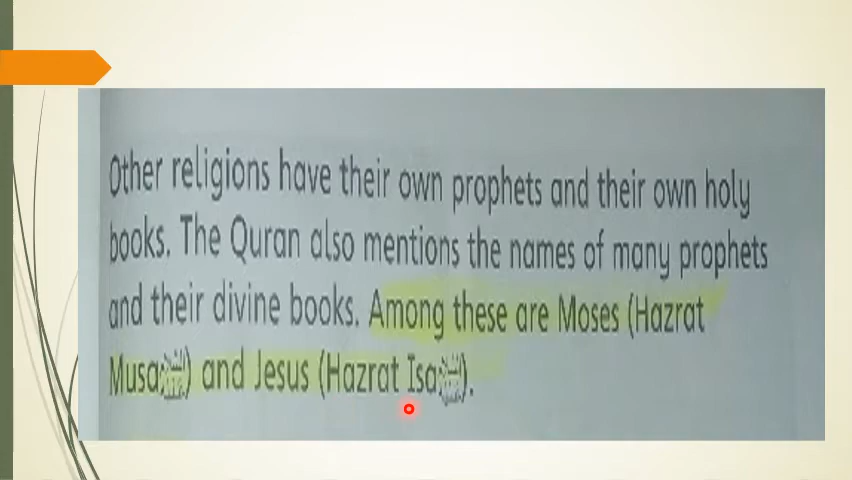 Other religions have their own prophets and their own holy
books. The Quran also mentions the names of many prophets
and their divine books. Among these are Moses (Hazrat
Musa) and Jesus (Hazrat Isa).